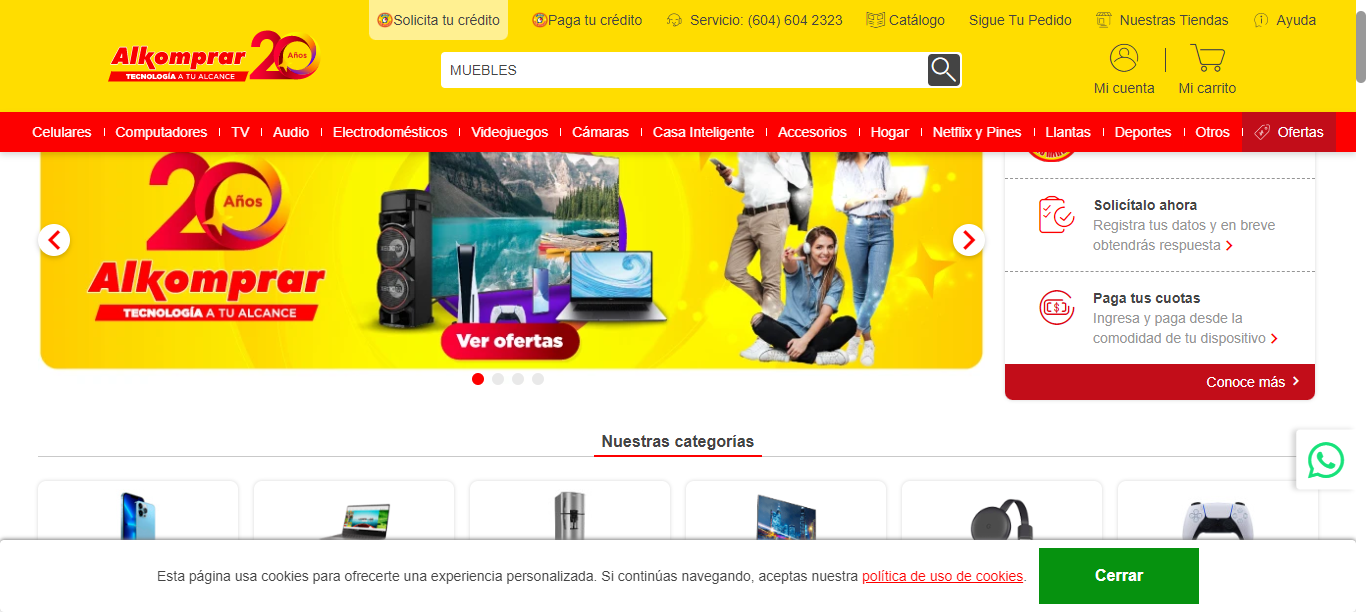 Solicita tu crédito
Paga tu crédito
Servicio: (604) 604 2323
Catálogo
Sigue Tu Pedido
Nuestras Tiendas
Ayuda
Alkomprar 20 Años
TECNOLOGÍA A TU ALCANCE
MUEBLES
Mi cuenta
Mi carrito
Celulares
Computadores
TV
Audio
Electrodomésticos
Videojuegos
Cámaras
Casa Inteligente
Accesorios
Hogar
Netflix y Pines
Llantas
Deportes
Otros
Ofertas
20 Años
Alkomprar
TECNOLOGÍA A TU ALCANCE
Ver ofertas
Solicítalo ahora
Registra tus datos y en breve
obtendrás respuesta
Paga tus cuotas
Ingresa y paga desde la
comodidad de tu dispositivo
Conoce más
Nuestras categorías
Esta página usa cookies para ofrecerte una experiencia personalizada. Si continúas navegando, aceptas nuestra política de uso de cookies.
Cerrar